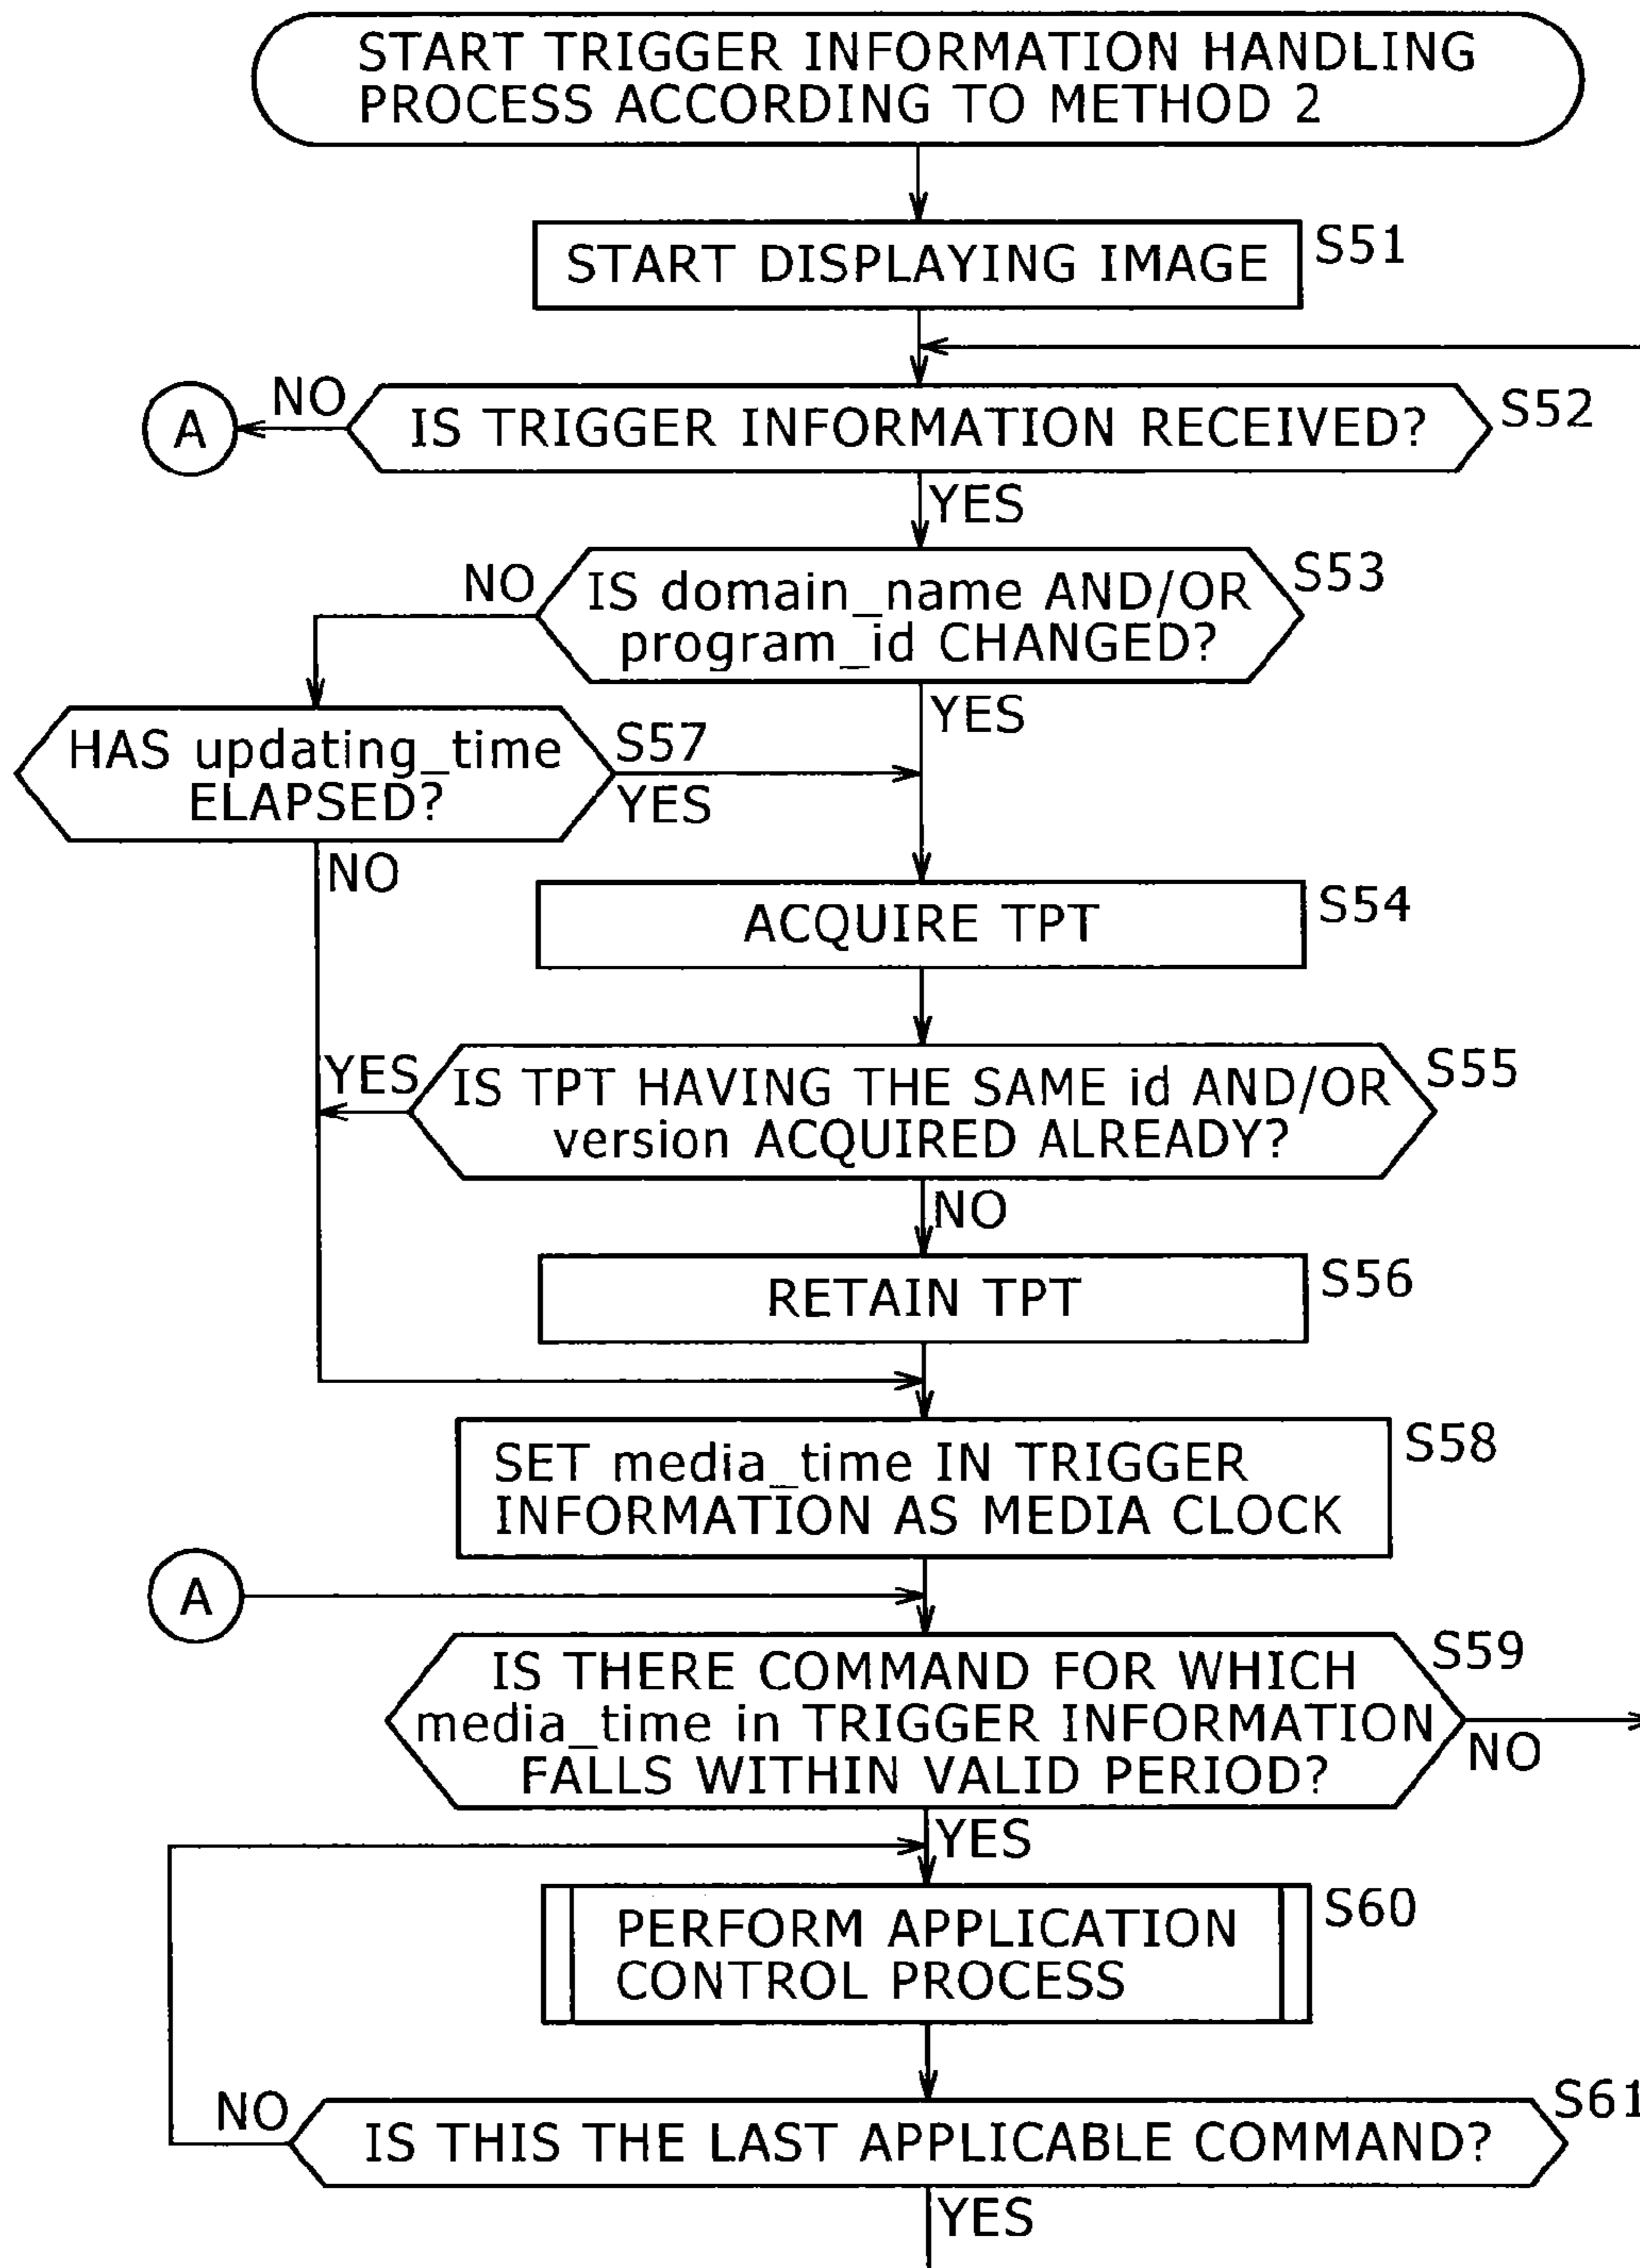 START TRIGGER INFORMATION HANDLING
PROCESS ACCORDING TO METHOD 2
START DISPLAYING IMAGE
S51
A
NO
IS TRIGGER INFORMATION RECEIVED?
S52
YES
NO
IS domain_name AND/OR
program_id CHANGED?
S53
YES
HAS updating_time
ELAPSED?
S57
YES
NO
ACQUIRE TPT
S54
YES
IS TPT HAVING THE SAME id AND/OR
version ACQUIRED ALREADY?
S55
NO
RETAIN TPT
S56
SET media_time IN TRIGGER
INFORMATION AS MEDIA CLOCK
S58
A
IS THERE COMMAND FOR WHICH
media_time in TRIGGER INFORMATION
FALLS WITHIN VALID PERIOD?
S59
NO
YES
PERFORM APPLICATION
CONTROL PROCESS
S60
NO
IS THIS THE LAST APPLICABLE COMMAND?
S61
YES